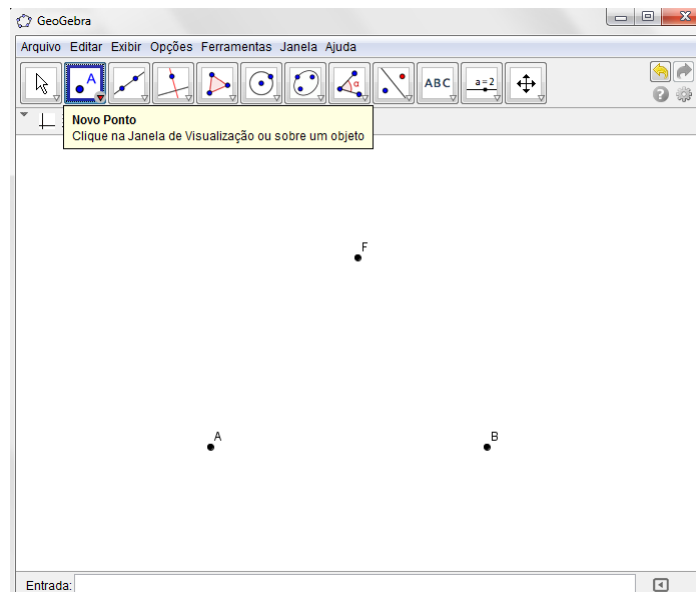 GeoGebra
Arquivo Editar Exibir Opções Ferramentas Janela Ajuda
A
α
ABC
a=2
Novo Ponto
Clique na Janela de Visualização ou sobre um objeto
F
A
B
Entrada: